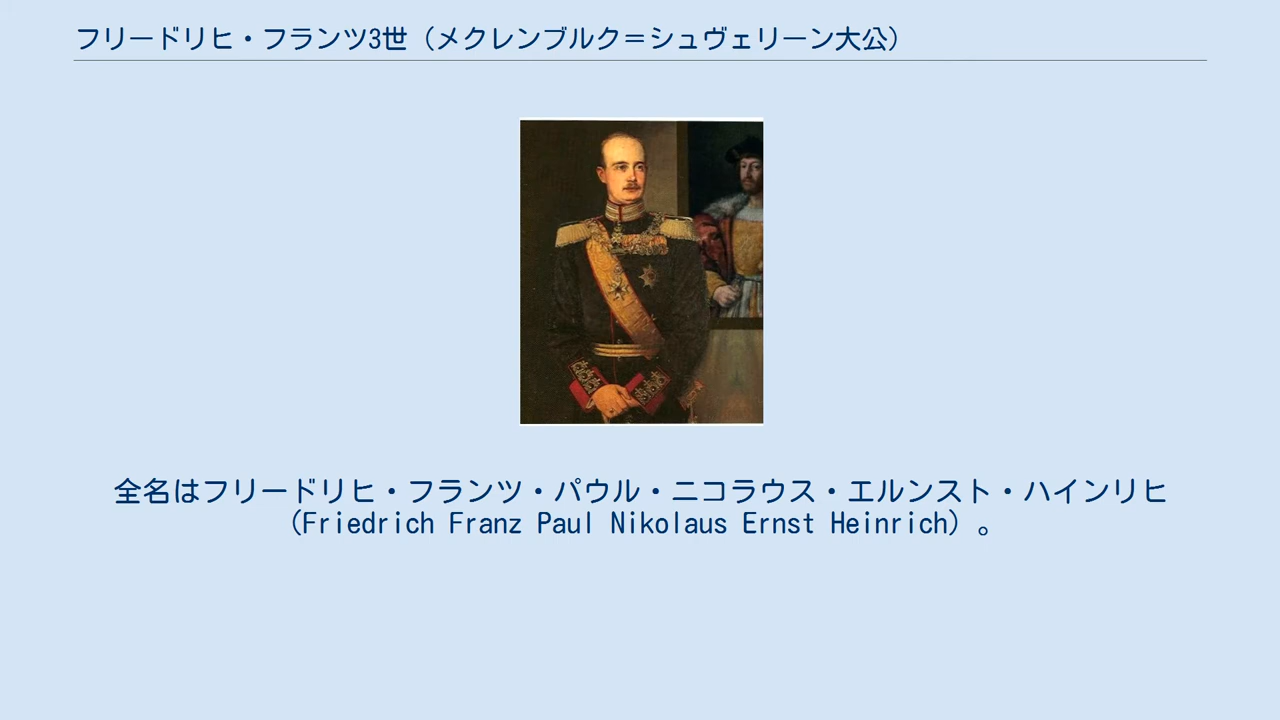 フリードリヒ・フランツ3世（メクレンブルク＝シュヴェリーン大公）
全名はフリードリヒ・フランツ・パウル・ニコラウス・エルンスト・ハインリヒ
（Friedrich Franz Paul Nikolaus Ernst Heinrich）。